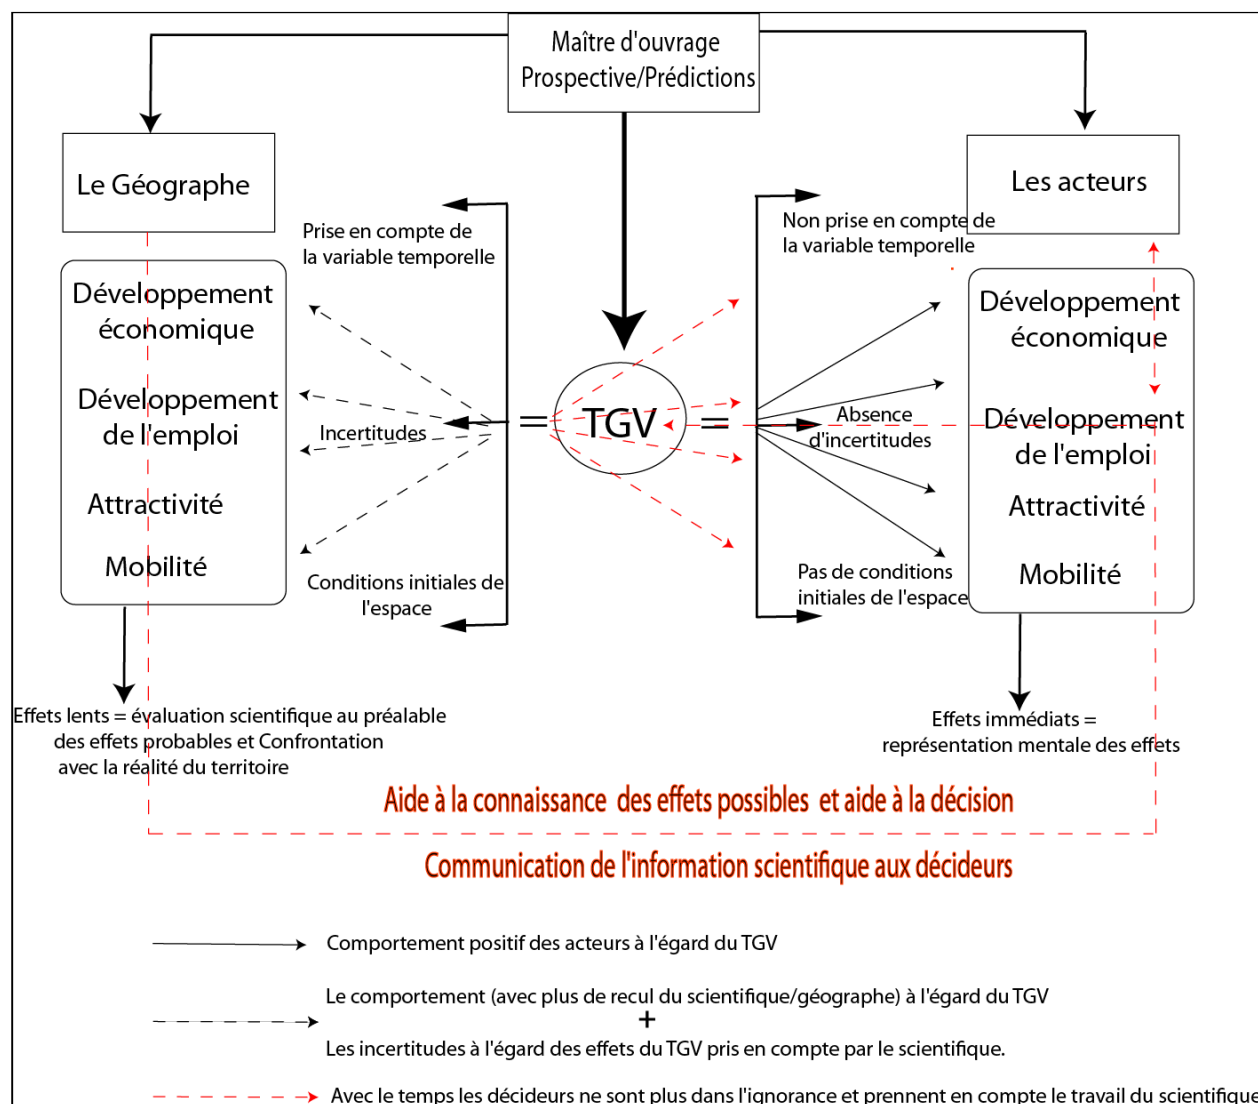 Maître d'ouvrage
Prospective/Prédictions
Le Géographe
Les acteurs
Prise en compte de
la variable temporelle
Non prise en compte de
la variable temporelle
Développement
économique
Développement
de l'emploi
Attractivité
Mobilité
Incertitudes
Conditions initiales de
l'espace
=
TGV
=
Absence
d'incertitudes
Pas de conditions
initiales de l'espace
Développement
économique
Développement
de l'emploi
Attractivité
Mobilité
Effets lents = évaluation scientifique au préalable
des effets probables et Confrontation
avec la réalité du territoire
Effets immédiats =
représentation mentale des effets
Aide à la connaissance des effets possibles et aide à la décision
Communication de l'information scientifique aux décideurs
Comportement positif des acteurs à l'égard du TGV
Le comportement (avec plus de recul du scientifique/géographe) à l'égard du TGV
+
Les incertitudes à l'égard des effets du TGV pris en compte par le scientifique.
Avec le temps les décideurs ne sont plus dans l'ignorance et prennent en compte le travail du scientifique